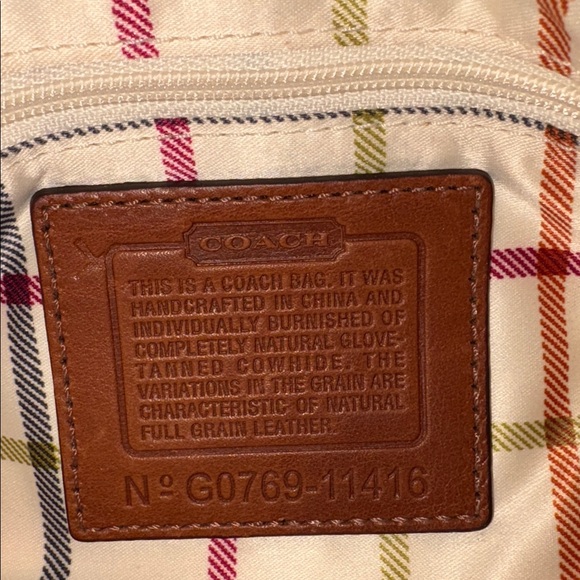 COACH
THIS IS A COACH BAG. IT WAS
HANDCRAFTED IN CHINA AND
INDIVIDUALLY BURNISHED OF
COMPLETELY NATURAL GLOVE-
TANNED COWHIDE. THE
VARIATIONS IN THE GRAIN ARE
CHARACTERISTIC OF NATURAL
FULL GRAIN LEATHER.
Nº G0769-11416